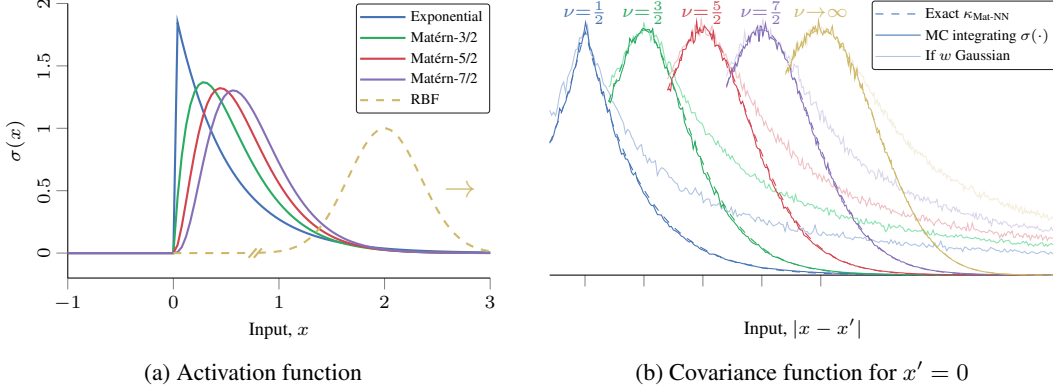 2
1.5
1
0.5
0
σ(x)
Exponential
Matérn-3/2
Matérn-5/2
Matérn-7/2
RBF
−1
0
1
2
3
Input, x
(a) Activation function
ν=1/2
ν=3/2
ν=5/2
ν=7/2
ν→∞
Exact κMat-NN
MC integrating σ(·)
If w Gaussian
Input, |x − x′|
(b) Covariance function for x′ = 0